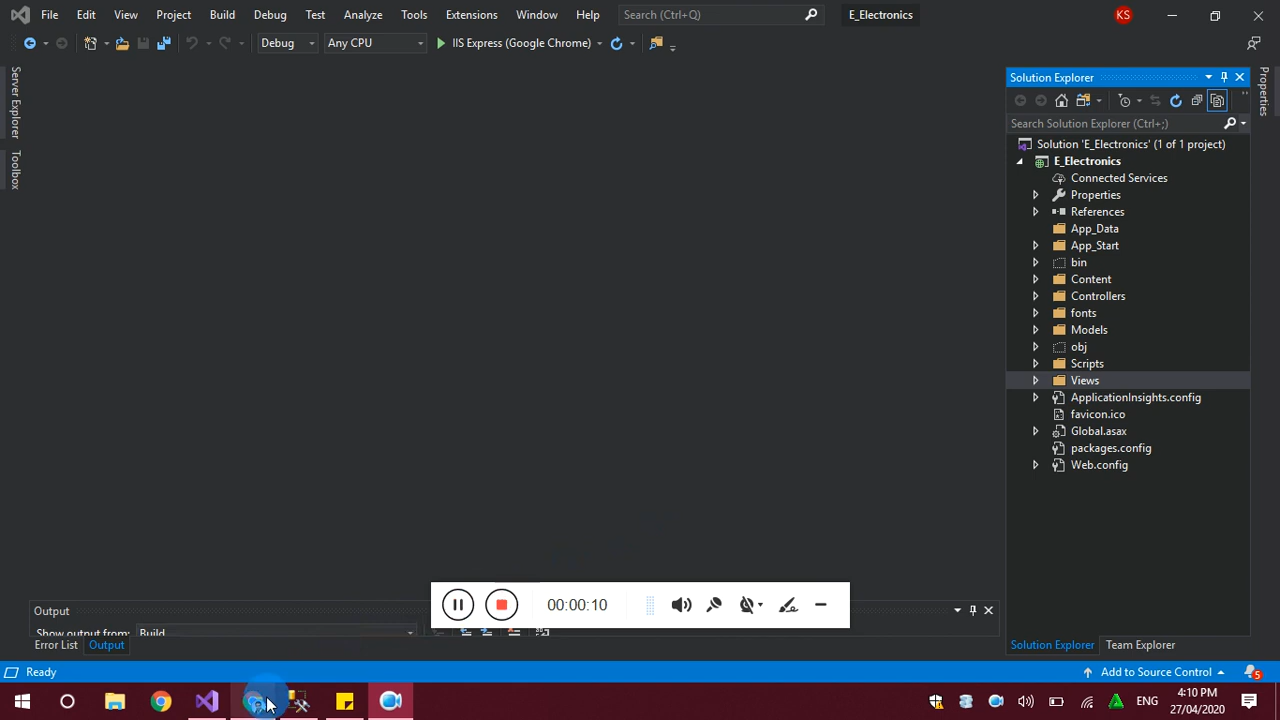 File Edit View Project Build Debug Test Analyze Tools Extensions Window Help Search (Ctrl+Q) E_Electronics KS
Debug Any CPU IIS Express (Google Chrome)
Server Explorer
Toolbox
Solution Explorer
Search Solution Explorer (Ctrl+;)
Solution 'E_Electronics' (1 of 1 project)
E_Electronics
Connected Services
Properties
References
App_Data
App_Start
bin
Content
Controllers
fonts
Models
obj
Scripts
Views
ApplicationInsights.config
favicon.ico
Global.asax
packages.config
Web.config
Properties
00:00:10
Output
Show output from: Build
Error List Output
Solution Explorer Team Explorer
Ready
Add to Source Control 5
ENG
4:10 PM
27/04/2020